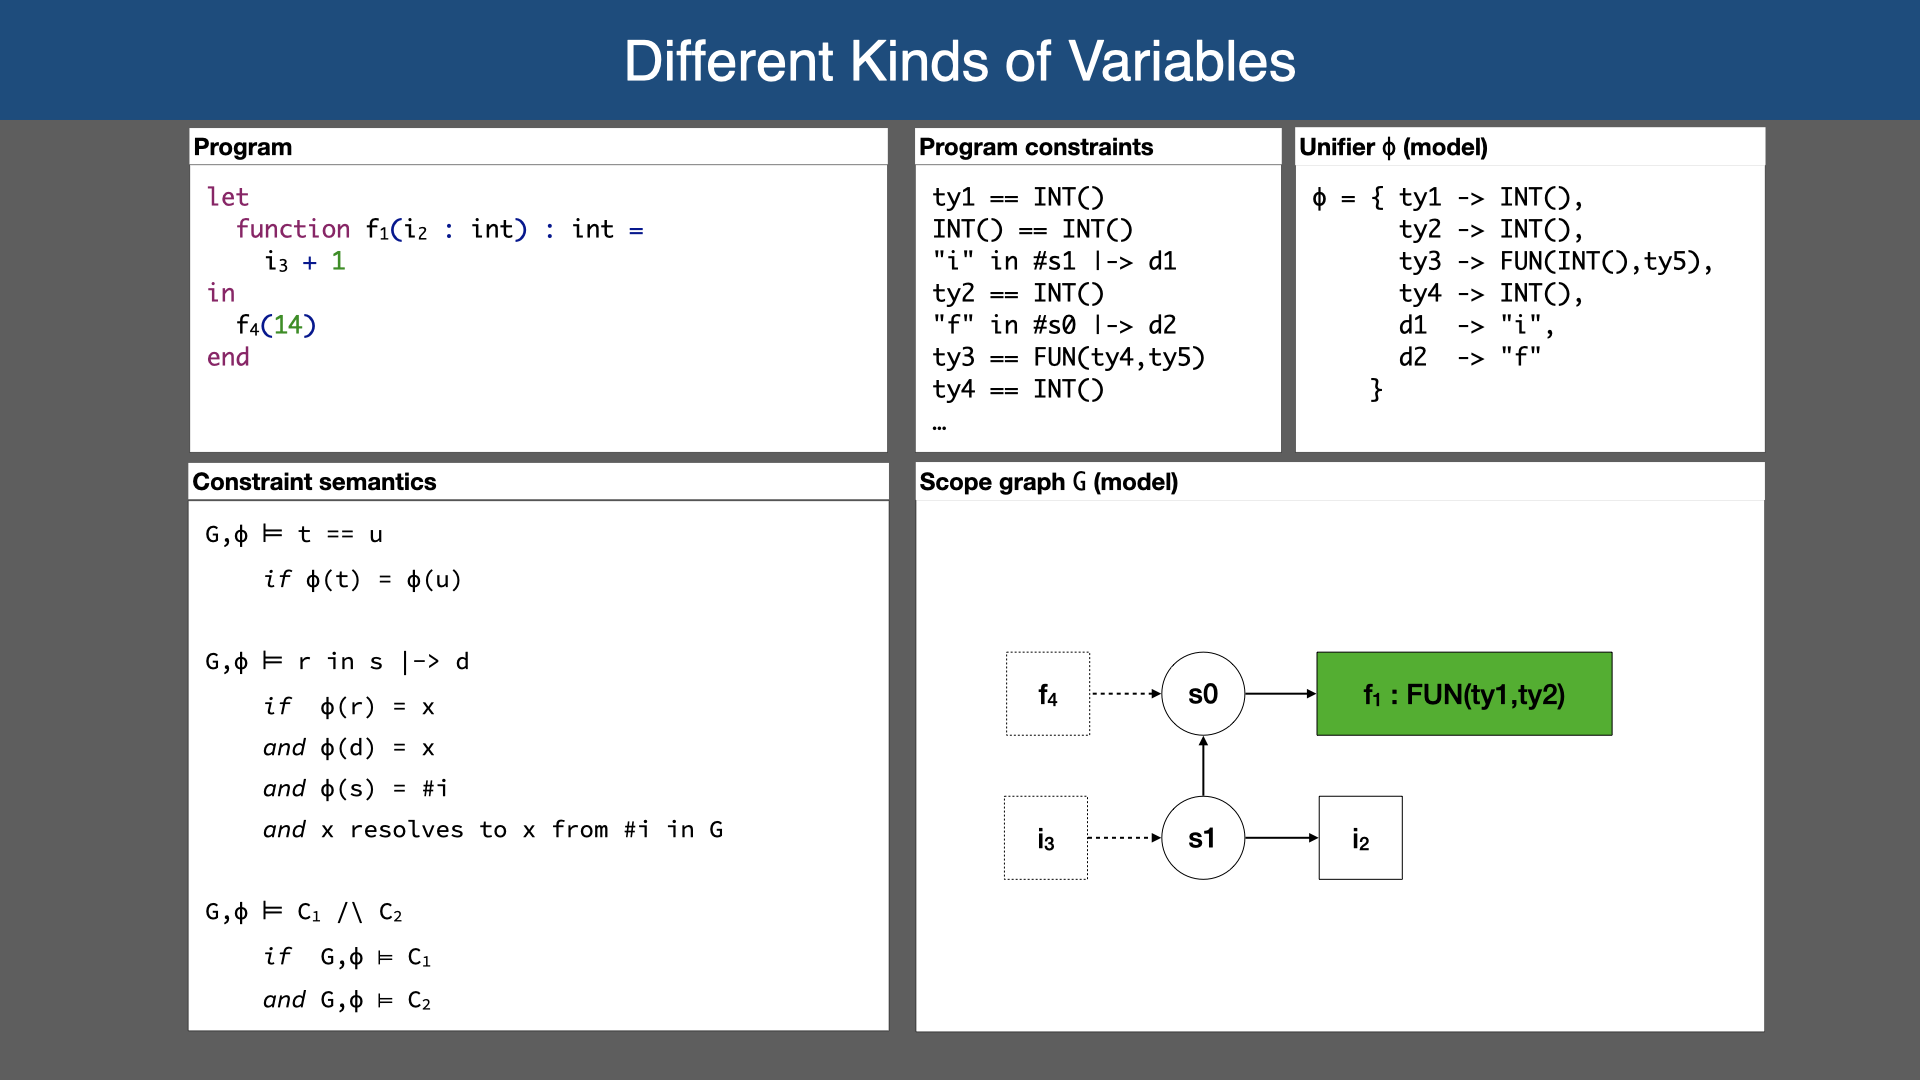 Different Kinds of Variables
Program
let
function f₁(i₂ : int) : int =
i₃ + 1
in
f₄(14)
end
Program constraints
ty1 == INT()
INT() == INT()
"i" in #s1 |-> d1
ty2 == INT()
"f" in #s0 |-> d2
ty3 == FUN(ty4,ty5)
ty4 == INT()
…
Unifier ϕ (model)
ϕ = { ty1 -> INT(),
ty2 -> INT(),
ty3 -> FUN(INT(),ty5),
ty4 -> INT(),
d1 -> "i",
d2 -> "f"
}
Constraint semantics
G,ϕ ⊨ t == u
if ϕ(t) = ϕ(u)
G,ϕ ⊨ r in s |-> d
if ϕ(r) = x
and ϕ(d) = x
and ϕ(s) = #i
and x resolves to x from #i in G
G,ϕ ⊨ C₁ /\ C₂
if G,ϕ ⊨ C₁
and G,ϕ ⊨ C₂
Scope graph G (model)
f₄ s0 f₁ : FUN(ty1,ty2)
i₃ s1 i₂